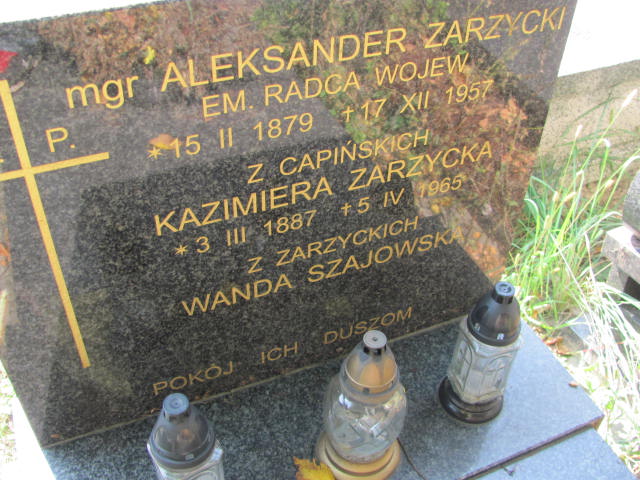 P.
mgr ALEKSANDER ZARZYCKI
EM. RADCA WOJEW
*15 II 1879 †17 XII 1957
Z CAPIŃSKICH
KAZIMIERA ZARZYCKA
*3 III 1887 †5 IV 1965
Z ZARZYCKICH
WANDA SZAJOWSKA
POKÓJ ICH DUSZOM